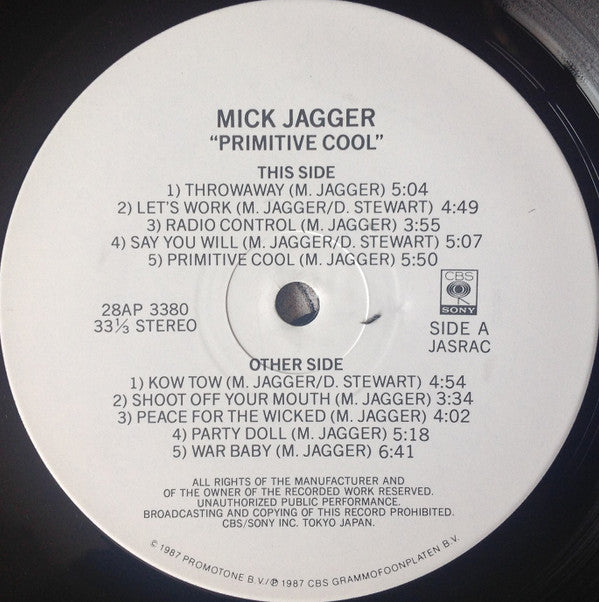 MICK JAGGER
"PRIMITIVE COOL"
THIS SIDE
1) THROWAWAY (M. JAGGER) 5:04
2) LET'S WORK (M. JAGGER/D. STEWART) 4:49
3) RADIO CONTROL (M. JAGGER) 3:55
4) SAY YOU WILL (M. JAGGER/D. STEWART) 5:07
5) PRIMITIVE COOL (M. JAGGER) 5:50
28AP 3380
33⅓ STEREO
CBS
SONY
SIDE A
JASRAC
OTHER SIDE
1) KOW TOW (M. JAGGER/D. STEWART) 4:54
2) SHOOT OFF YOUR MOUTH (M. JAGGER) 3:34
3) PEACE FOR THE WICKED (M. JAGGER) 4:02
4) PARTY DOLL (M. JAGGER) 5:18
5) WAR BABY (M. JAGGER) 6:41
ALL RIGHTS OF THE MANUFACTURER AND
OF THE OWNER OF THE RECORDED WORK RESERVED.
UNAUTHORIZED PUBLIC PERFORMANCE.
BROADCASTING AND COPYING OF THIS RECORD PROHIBITED.
CBS/SONY INC. TOKYO JAPAN.
© 1987 PROMOTONE B.V./℗ 1987 CBS GRAMMOFOONPLATEN B.V.